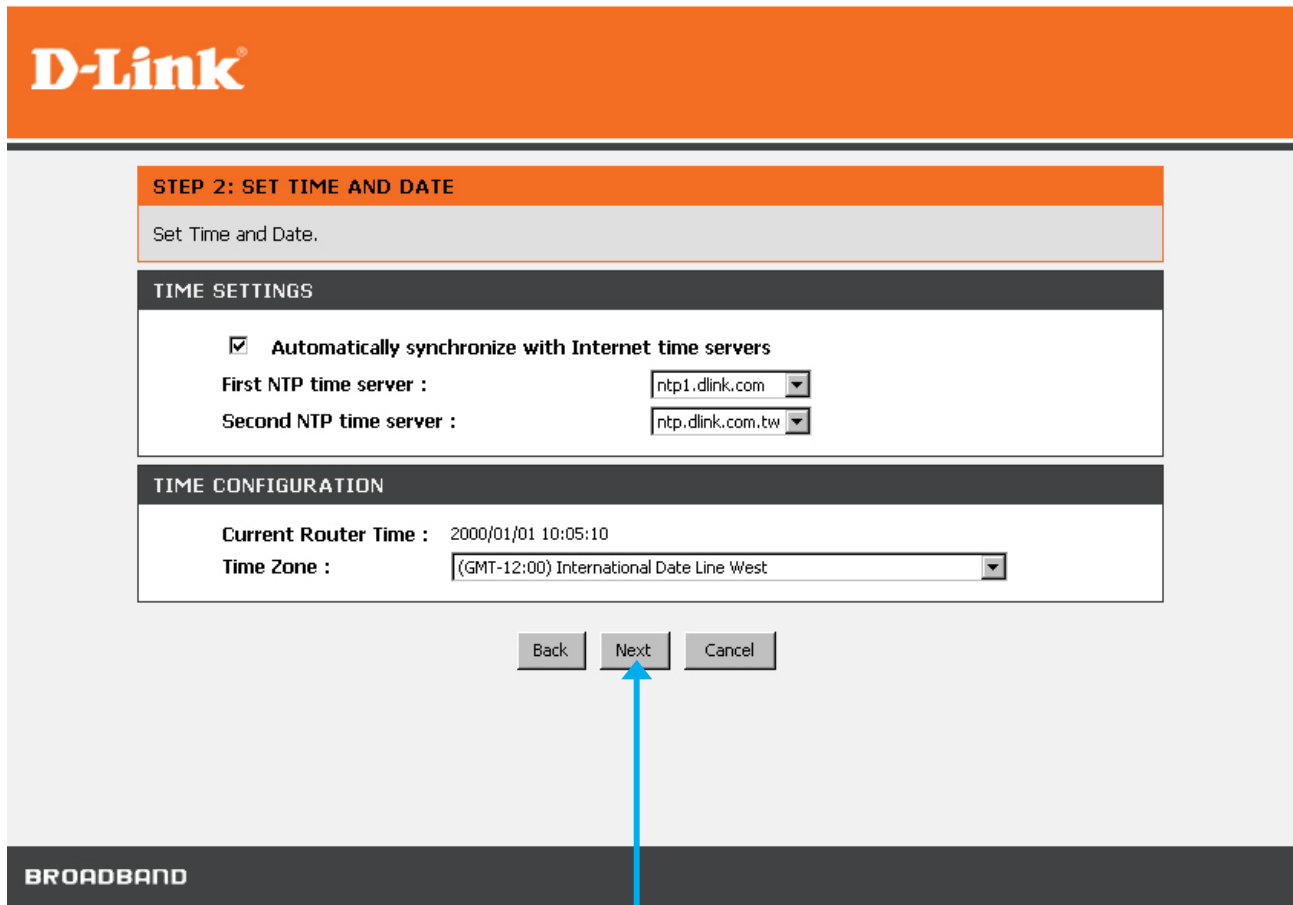 D-Link®
STEP 2: SET TIME AND DATE
Set Time and Date.
TIME SETTINGS
Automatically synchronize with Internet time servers
First NTP time server : ntp1.dlink.com
Second NTP time server : ntp.dlink.com.tw
TIME CONFIGURATION
Current Router Time : 2000/01/01 10:05:10
Time Zone : (GMT-12:00) International Date Line West
Back Next Cancel
BROADBAND